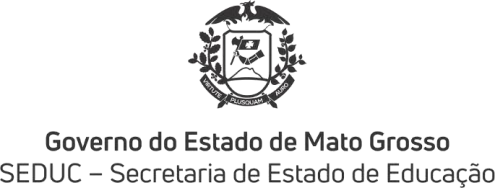 VIRTUTE PLUSQUAM AURO
Governo do Estado de Mato Grosso
SEDUC – Secretaria de Estado de Educação